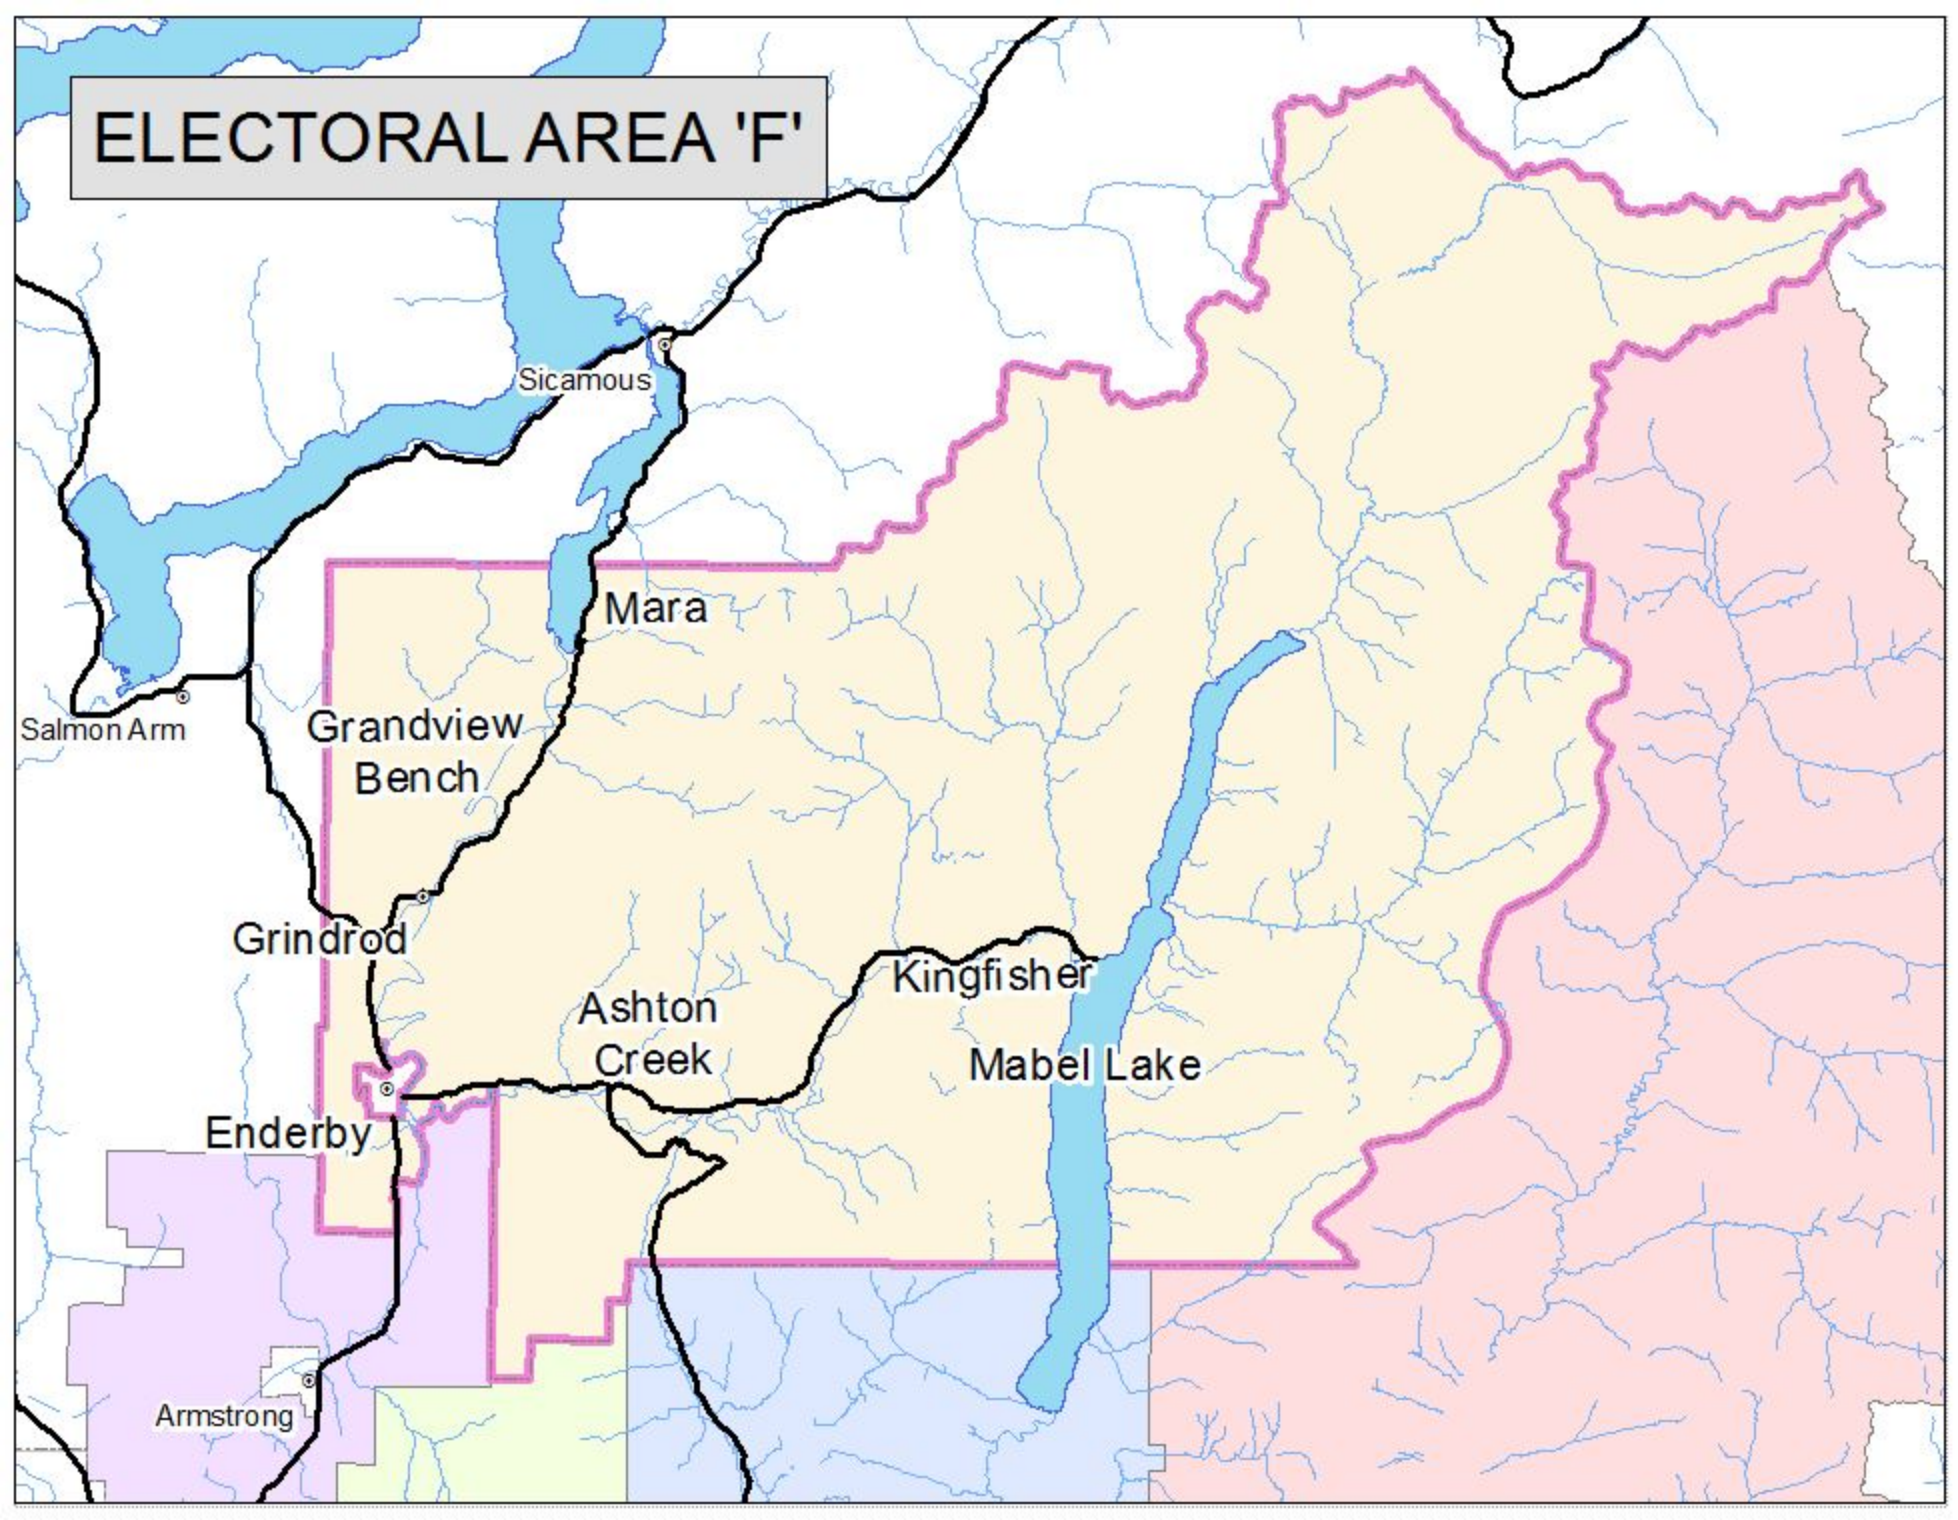 ELECTORAL AREA 'F'
Sicamous
Mara
Salmon Arm
Grandview
Bench
Grindrod
Kingfisher
Ashton
Creek
Mabel Lake
Enderby
Armstrong